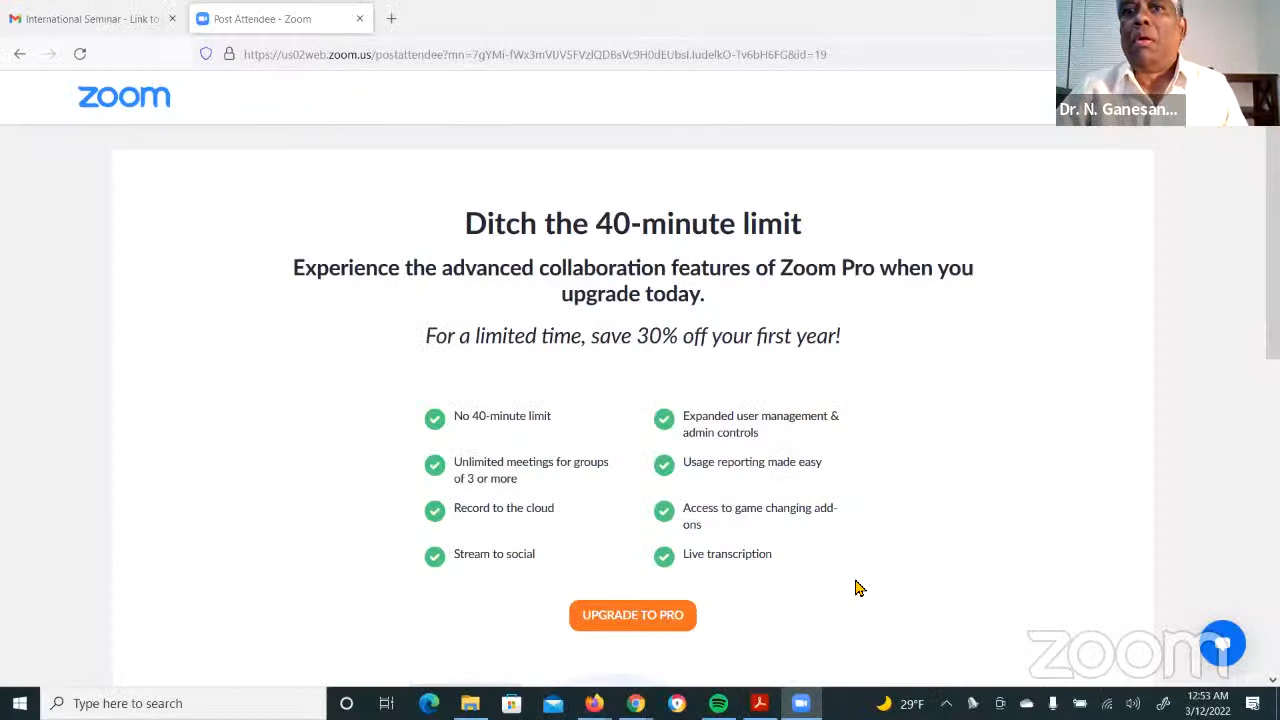 International Seminar - Link to
Post Attendee - Zoom
zoom
Dr. N. Ganesan...
Ditch the 40-minute limit
Experience the advanced collaboration features of Zoom Pro when you
upgrade today.
For a limited time, save 30% off your first year!
No 40-minute limit
Expanded user management &
admin controls
Unlimited meetings for groups
of 3 or more
Usage reporting made easy
Record to the cloud
Access to game changing add-
ons
Stream to social
Live transcription
UPGRADE TO PRO
zoom
Type here to search
29°F
12:53 AM
3/12/2022